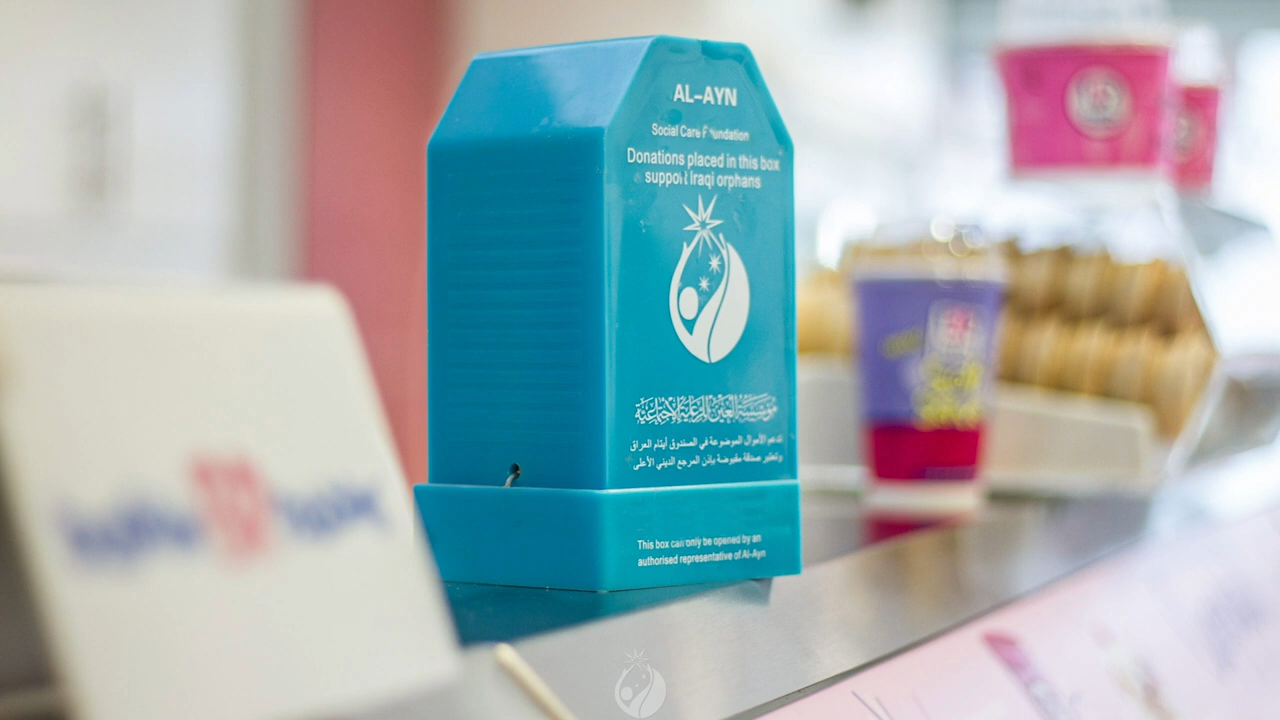 AL-AYN
Social Care Foundation
Donations placed in this box
support Iraqi orphans
مؤسسة العين للرعاية الاجتماعية
تدعم الأموال الموضوعة في الصندوق أيتام العراق
وتعتبر صدقة مقبوضة بإذن المرجع الديني الأعلى
This box can only be opened by an
authorised representative of Al-Ayn